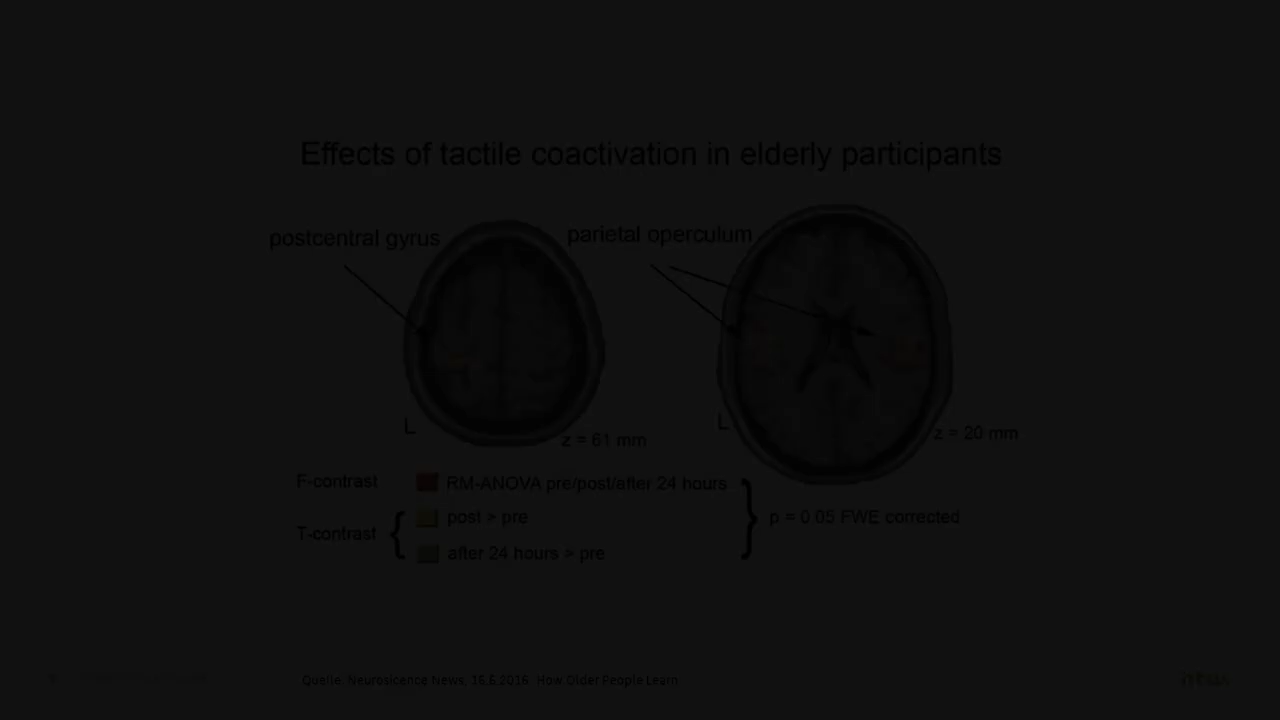 Effects of tactile coactivation in elderly participants
postcentral gyrus
parietal operculum
L
z = 61 mm
L
z = 20 mm
F-contrast
RM-ANOVA pre/post/after 24 hours
T-contrast
post > pre
after 24 hours > pre
p = 0.05 FWE corrected
Quelle: Neurosicence News, 16.6.2016: How Older People Learn